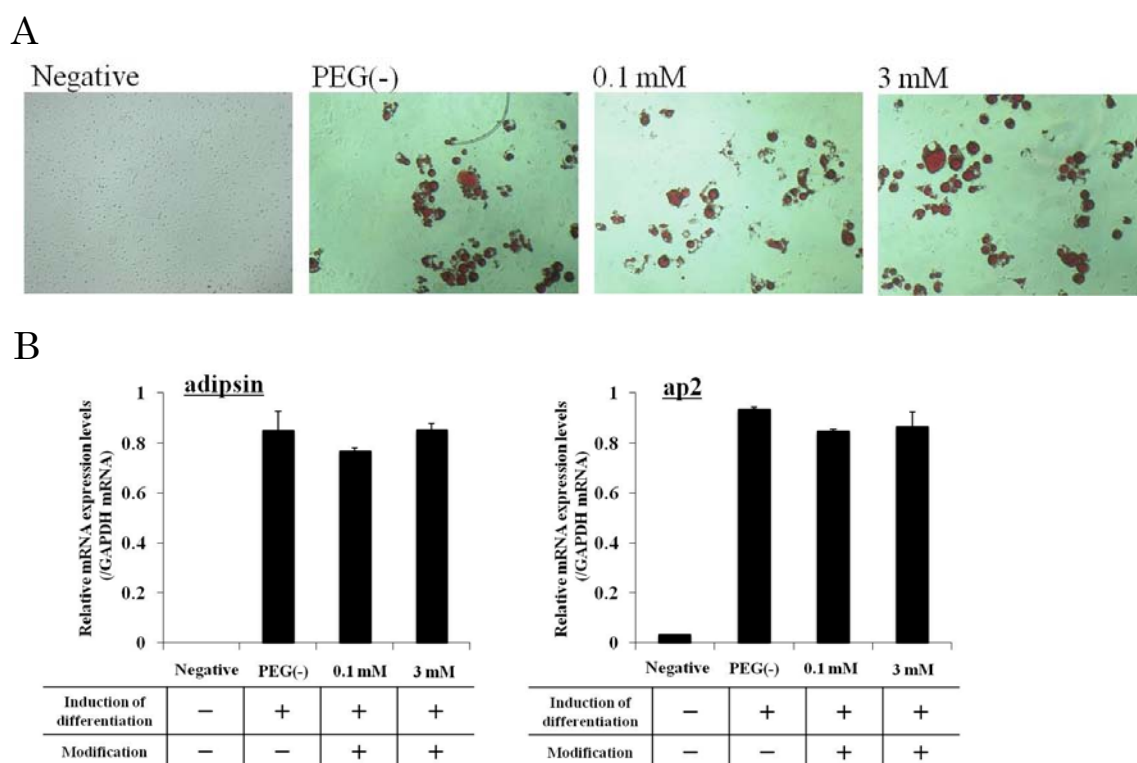 A
Negative PEG(-) 0.1 mM 3 mM
B
adipsin
Relative mRNA expression levels
(/GAPDH mRNA)
1
0.8
0.6
0.4
0.2
0
Negative PEG(-) 0.1 mM 3 mM
Induction of
differentiation − + + +
Modification − − + +
ap2
Relative mRNA expression levels
(/GAPDH mRNA)
1
0.8
0.6
0.4
0.2
0
Negative PEG(-) 0.1 mM 3 mM
Induction of
differentiation − + + +
Modification − − + +